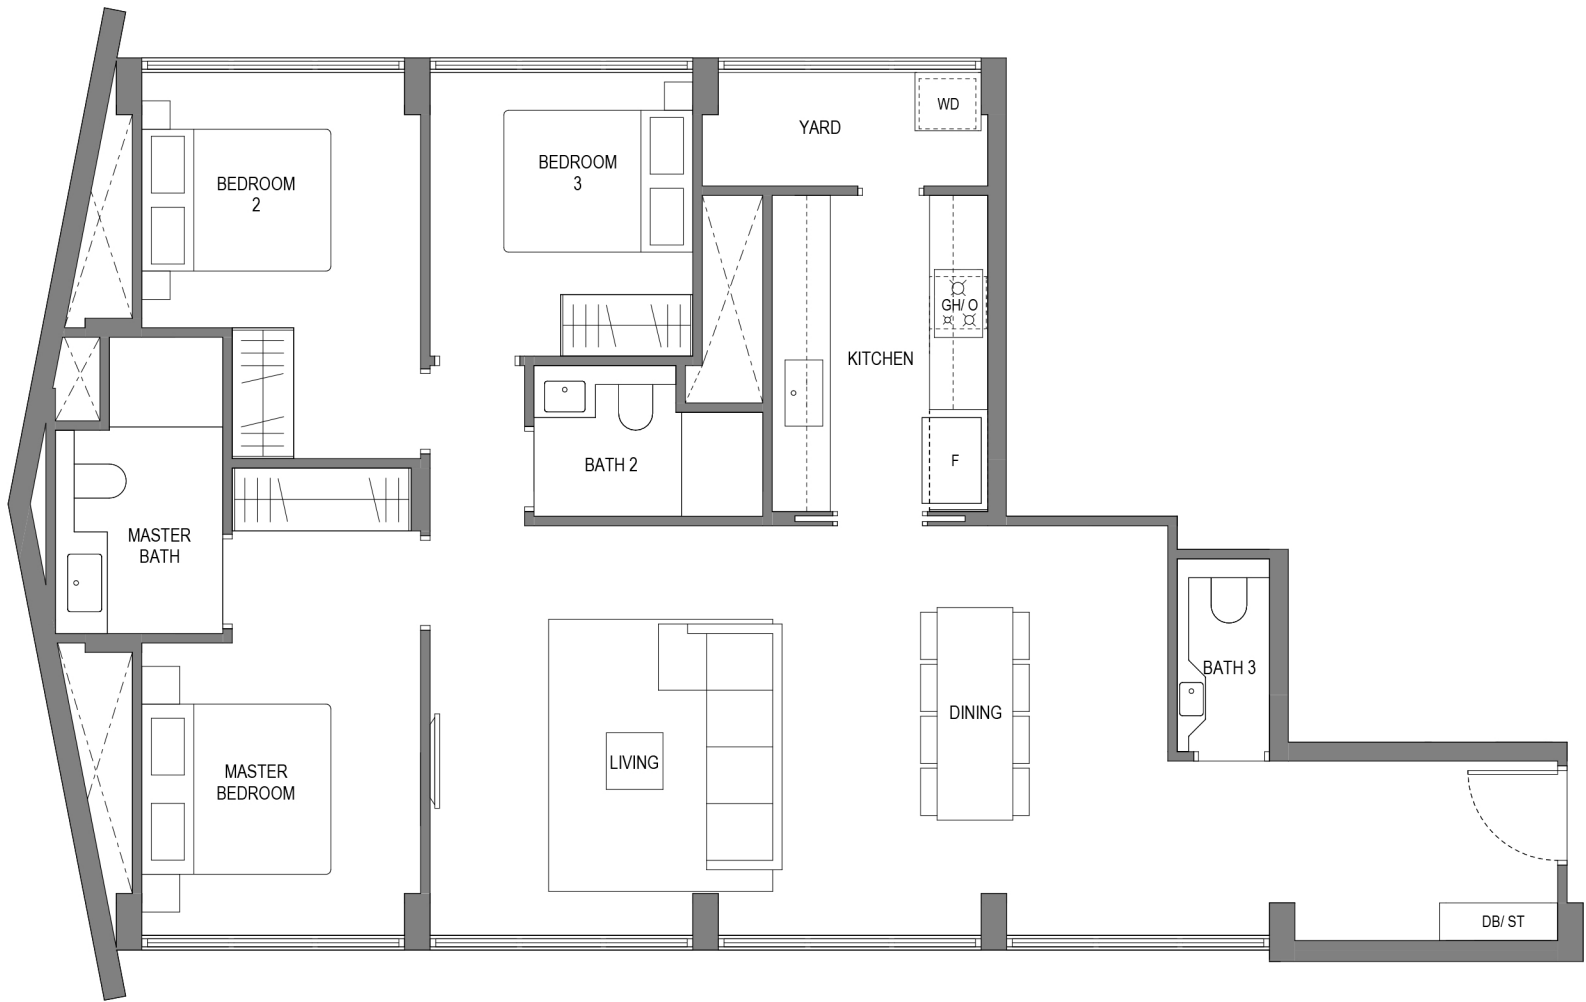 WD
YARD
BEDROOM
3
BEDROOM
2
GH/ O
KITCHEN
F
BATH 2
MASTER
BATH
BATH 3
DINING
LIVING
MASTER
BEDROOM
DB/ ST